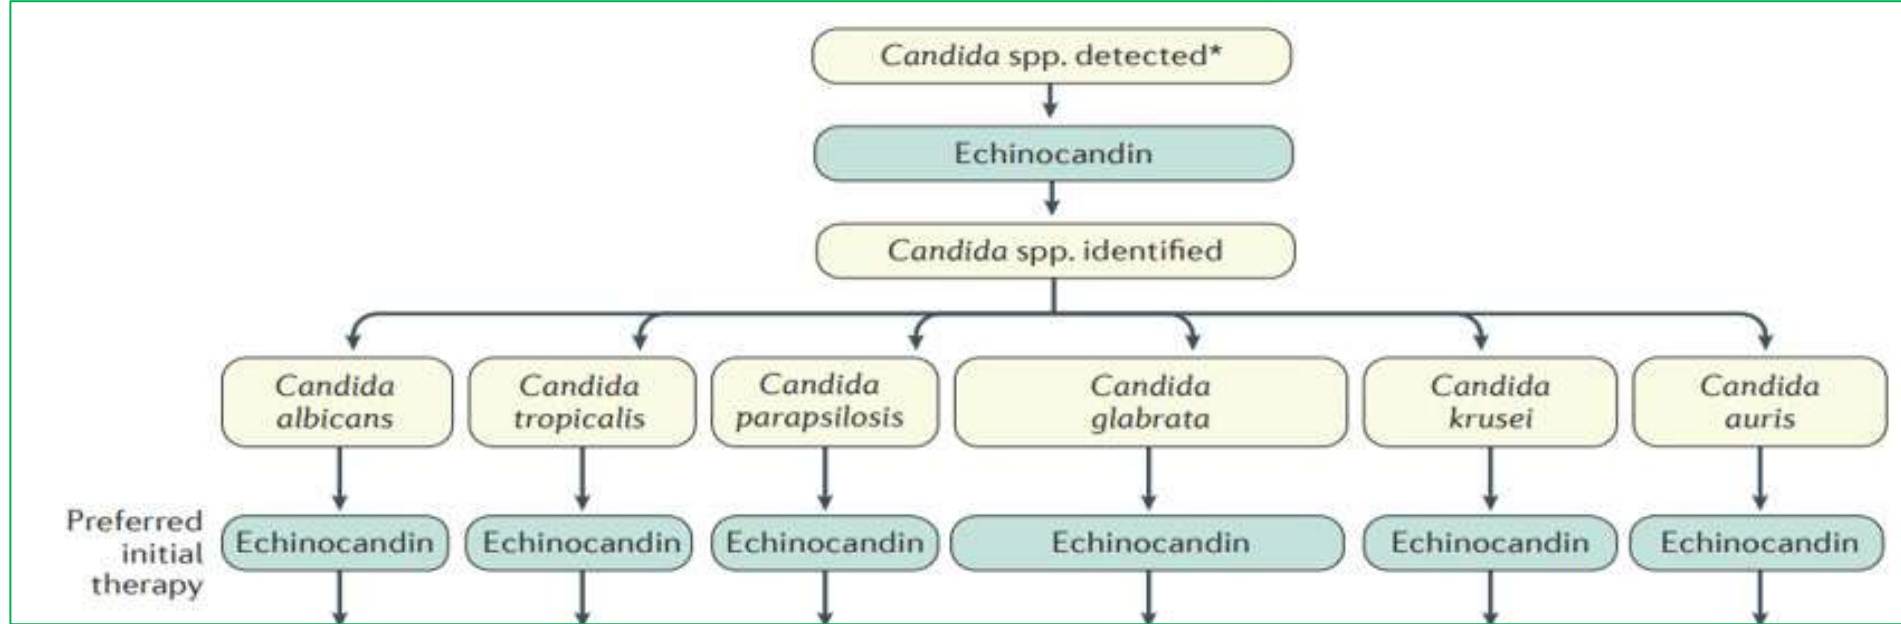 Candida spp. detected*
Echinocandin
Candida spp. identified
Candida
albicans
Candida
tropicalis
Candida
parapsilosis
Candida
glabrata
Candida
krusei
Candida
auris
Preferred
initial
therapy
Echinocandin
Echinocandin
Echinocandin
Echinocandin
Echinocandin
Echinocandin